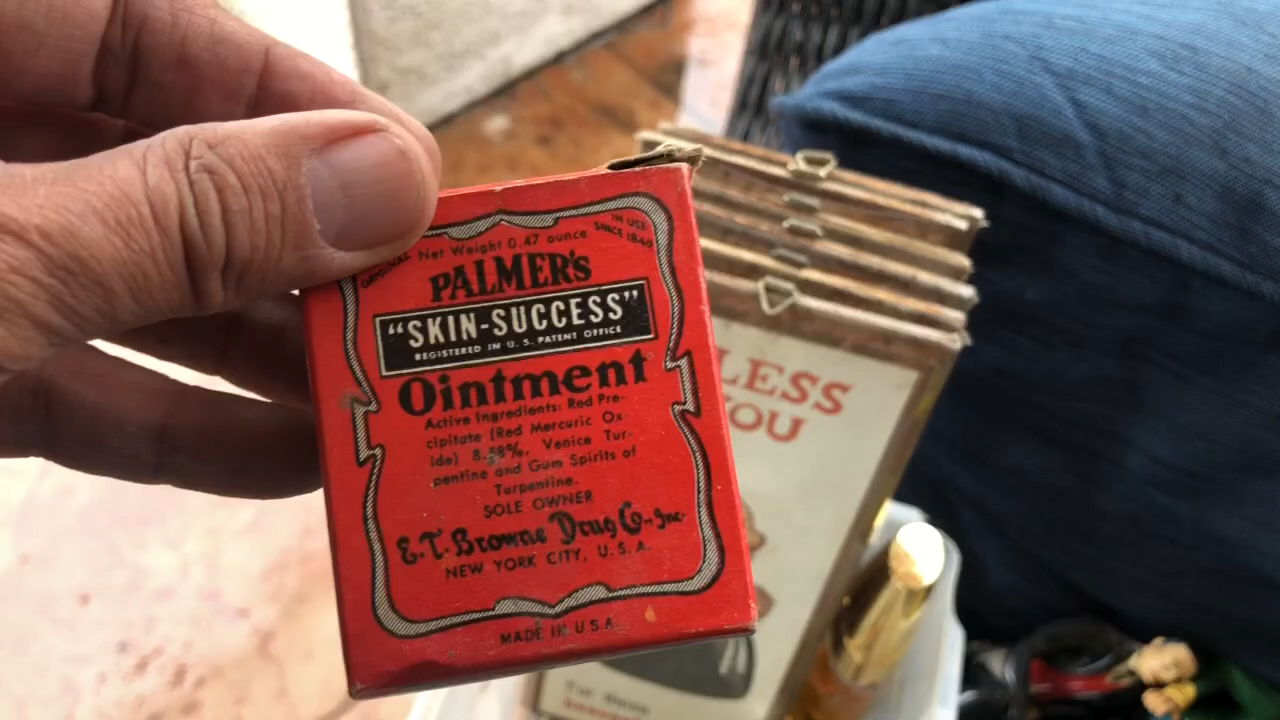 ORIGINAL Net Weight 0.47 ounce IN USE SINCE 1840
PALMER'S
"SKIN-SUCCESS"
REGISTERED IN U. S. PATENT OFFICE
Ointment
Active Ingredients: Red Pre-
cipitate (Red Mercuric Ox-
ide) 8. %, Venice Tur-
pentine and Gum Spirits of
Turpentine.
SOLE OWNER
E.T. Browne Drug Co., Inc.
NEW YORK CITY, U.S.A.
MADE IN U.S.A.
LESS
YOU